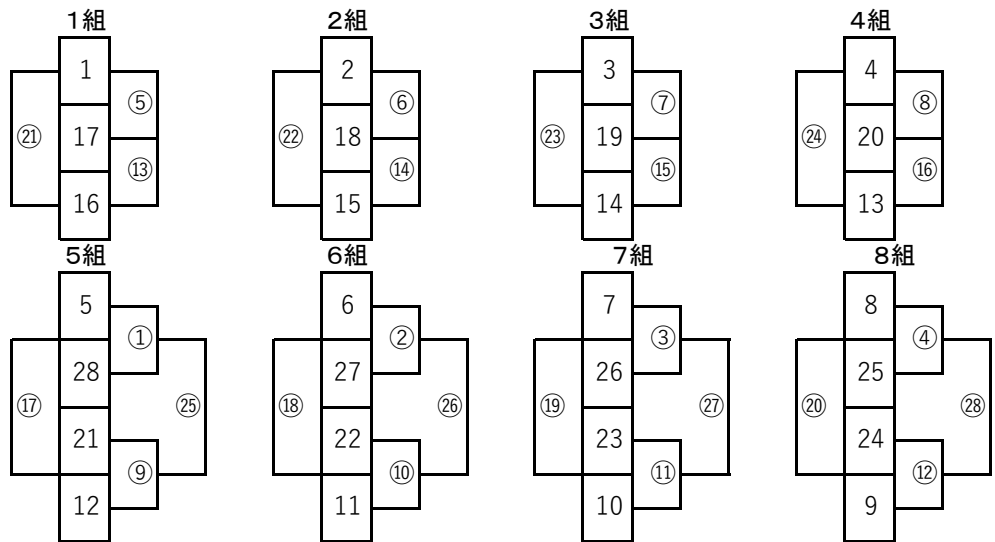 1組 2組 3組 4組
1 2 3 4
⑤ ⑥ ⑦ ⑧
㉑ 17 ㉒ 18 ㉓ 19 ㉔ 20
⑬ ⑭ ⑮ ⑯
16 15 14 13
5組 6組 7組 8組
5 6 7 8
① ② ③ ④
28 27 26 25
⑰ ㉕ ⑱ ㉖ ⑲ ㉗ ⑳ ㉘
21 22 23 24
⑨ ⑩ ⑪ ⑫
12 11 10 9